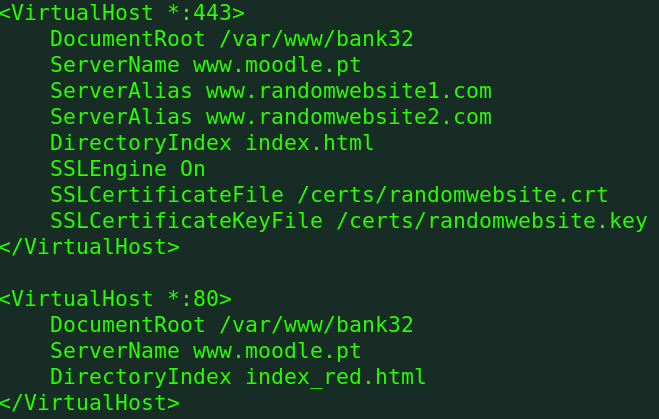 <VirtualHost *:443>
    DocumentRoot /var/www/bank32
    ServerName www.moodle.pt
    ServerAlias www.randomwebsite1.com
    ServerAlias www.randomwebsite2.com
    DirectoryIndex index.html
    SSLEngine On
    SSLCertificateFile /certs/randomwebsite.crt
    SSLCertificateKeyFile /certs/randomwebsite.key
</VirtualHost>

<VirtualHost *:80>
    DocumentRoot /var/www/bank32
    ServerName www.moodle.pt
    DirectoryIndex index_red.html
</VirtualHost>